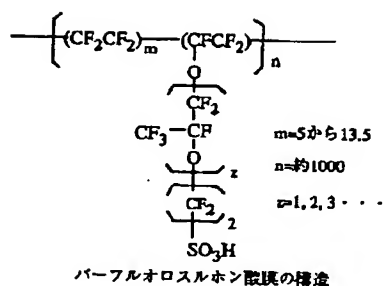 (CF₂CF₂)m (CFCF₂) n
O
CF₂
CF₃ CF
O z
CF₂ 2
SO₃H
m=5から13.5
n=約1000
z=1, 2, 3・・・
パーフルオロスルホン酸膜の構造